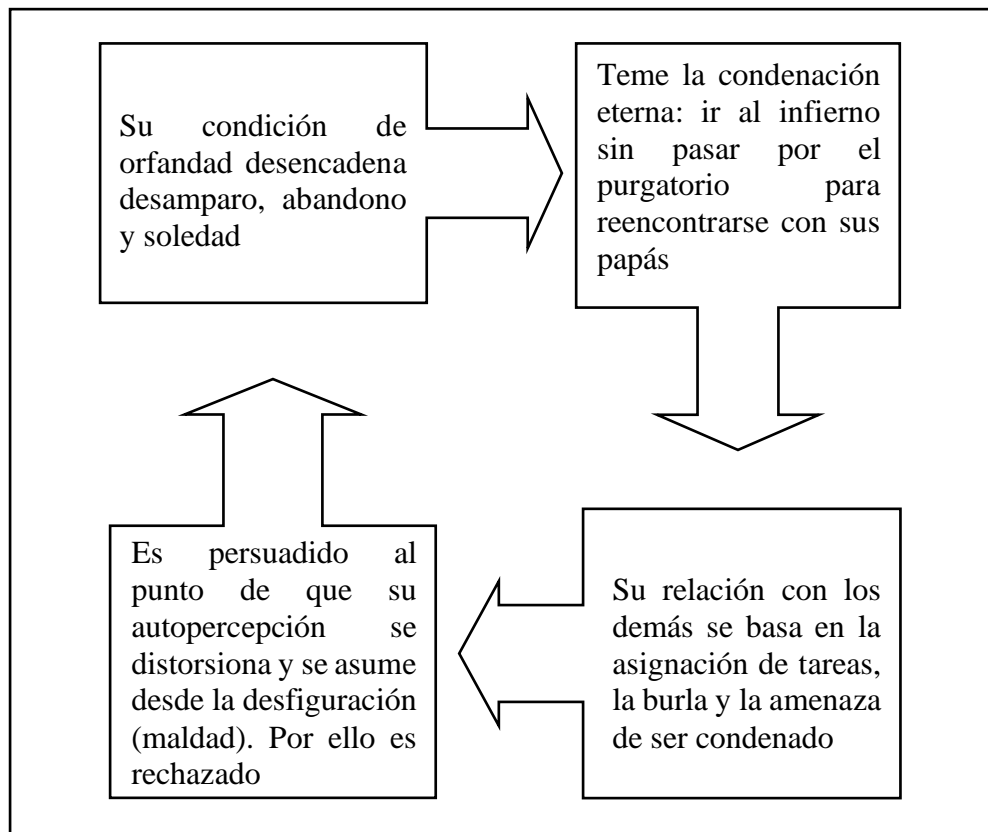 Su condición de
orfandad desencadena
desamparo, abandono
y soledad
Teme la condenación
eterna: ir al infierno
sin pasar por el
purgatorio para
reencontrarse con sus
papás
Su relación con los
demás se basa en la
asignación de tareas,
la burla y la amenaza
de ser condenado
Es persuadido al
punto de que su
autopercepción se
distorsiona y se asume
desde la desfiguración
(maldad). Por ello es
rechazado